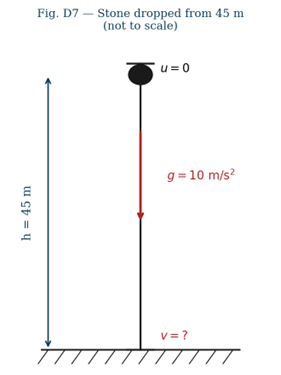 Fig. D7 — Stone dropped from 45 m
(not to scale)
u = 0
g = 10 m/s²
h = 45 m
v = ?